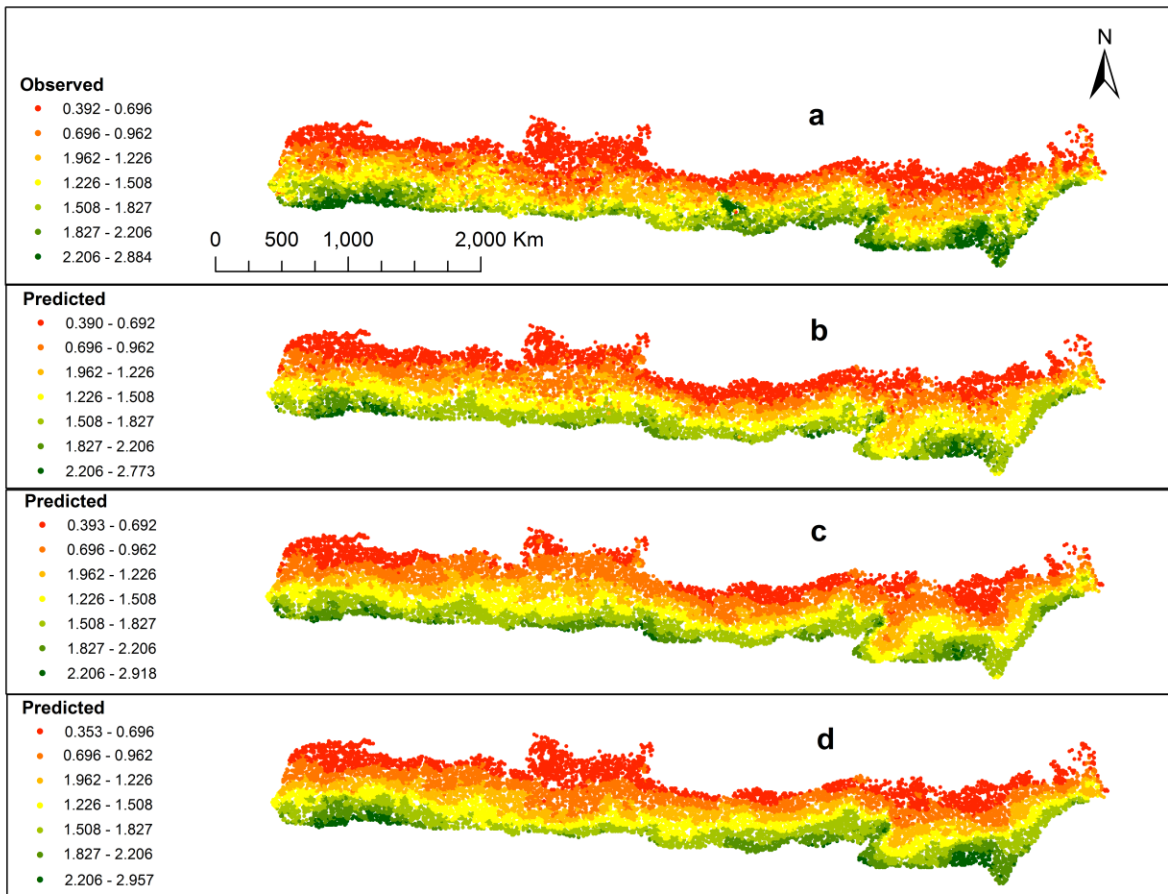 N
Observed
a
0.392 - 0.696
0.696 - 0.962
1.962 - 1.226
1.226 - 1.508
1.508 - 1.827
1.827 - 2.206
2.206 - 2.884
0 500 1,000 2,000 Km
Predicted
b
0.390 - 0.692
0.696 - 0.962
1.962 - 1.226
1.226 - 1.508
1.508 - 1.827
1.827 - 2.206
2.206 - 2.773
Predicted
c
0.393 - 0.692
0.696 - 0.962
1.962 - 1.226
1.226 - 1.508
1.508 - 1.827
1.827 - 2.206
2.206 - 2.918
Predicted
d
0.353 - 0.696
0.696 - 0.962
1.962 - 1.226
1.226 - 1.508
1.508 - 1.827
1.827 - 2.206
2.206 - 2.957